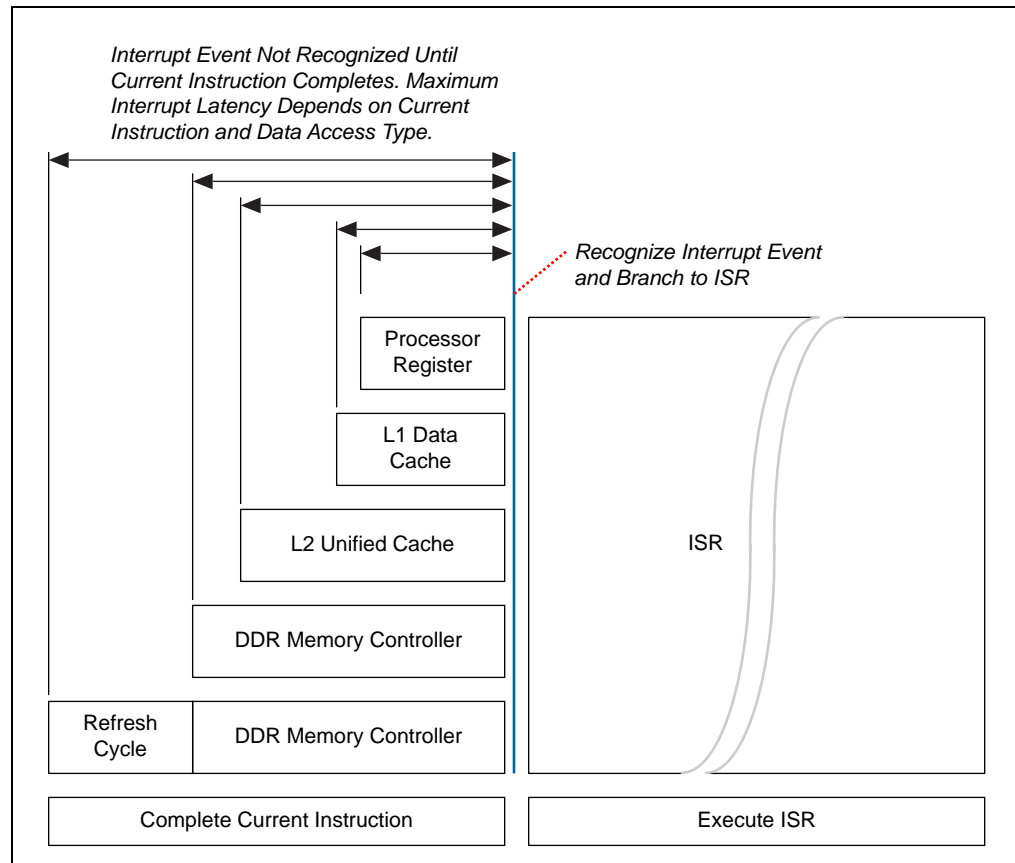 Interrupt Event Not Recognized Until
Current Instruction Completes. Maximum
Interrupt Latency Depends on Current
Instruction and Data Access Type.
Recognize Interrupt Event
and Branch to ISR
Processor
Register
L1 Data
Cache
L2 Unified Cache
ISR
DDR Memory Controller
Refresh
Cycle
DDR Memory Controller
Complete Current Instruction
Execute ISR